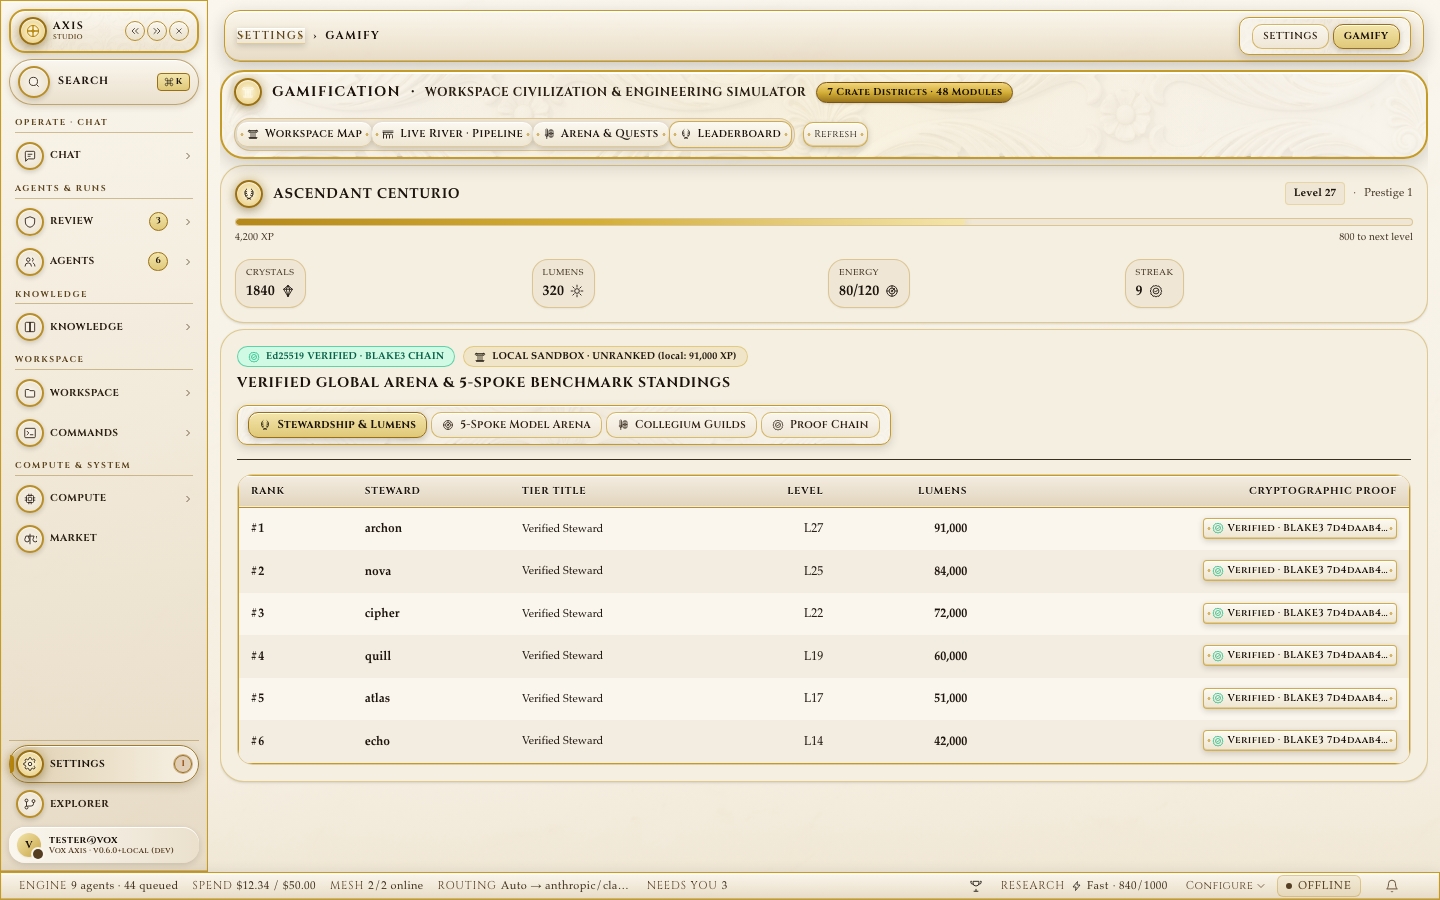 AXIS
STUDIO
SEARCH
⌘K
OPERATE · CHAT
CHAT
AGENTS & RUNS
REVIEW 3
AGENTS 6
KNOWLEDGE
KNOWLEDGE
WORKSPACE
WORKSPACE
COMMANDS
COMPUTE & SYSTEM
COMPUTE
MARKET
SETTINGS 1
EXPLORER
V
TESTER@VOX
VOX AXIS · V0.6.0+LOCAL (DEV)
SETTINGS › GAMIFY
SETTINGS GAMIFY
GAMIFICATION · WORKSPACE CIVILIZATION & ENGINEERING SIMULATOR 7 CRATE DISTRICTS · 48 MODULES
WORKSPACE MAP LIVE RIVER · PIPELINE ARENA & QUESTS LEADERBOARD REFRESH
ASCENDANT CENTURIO Level 27 · Prestige 1
4,200 XP 800 to next level
CRYSTALS LUMENS ENERGY STREAK
1840 320 80/120 9
Ed25519 VERIFIED · BLAKE3 CHAIN LOCAL SANDBOX · UNRANKED (local: 91,000 XP)
VERIFIED GLOBAL ARENA & 5-SPOKE BENCHMARK STANDINGS
STEWARDSHIP & LUMENS 5-SPOKE MODEL ARENA COLLEGIUM GUILDS PROOF CHAIN
RANK STEWARD TIER TITLE LEVEL LUMENS CRYPTOGRAPHIC PROOF
#1 archon Verified Steward L27 91,000 VERIFIED · BLAKE3 7D4DAAB4…
#2 nova Verified Steward L25 84,000 VERIFIED · BLAKE3 7D4DAAB4…
#3 cipher Verified Steward L22 72,000 VERIFIED · BLAKE3 7D4DAAB4…
#4 quill Verified Steward L19 60,000 VERIFIED · BLAKE3 7D4DAAB4…
#5 atlas Verified Steward L17 51,000 VERIFIED · BLAKE3 7D4DAAB4…
#6 echo Verified Steward L14 42,000 VERIFIED · BLAKE3 7D4DAAB4…
ENGINE 9 agents · 44 queued SPEND $12.34 / $50.00 MESH 2/2 online ROUTING Auto → anthropic/cla… NEEDS YOU 3 RESEARCH Fast · 840/1000 CONFIGURE OFFLINE